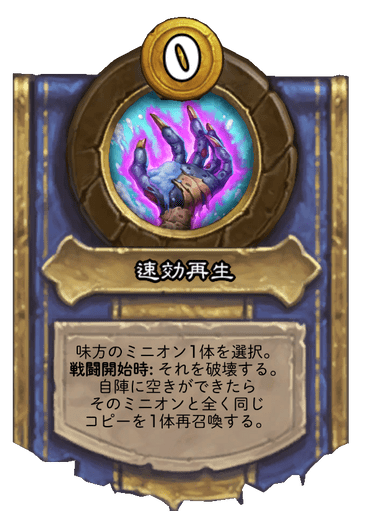 0
速効再生
味方のミニオン1体を選択。
戦闘開始時: それを破壊する。
自陣に空きができたら
そのミニオンと全く同じ
コピーを1体再召喚する。